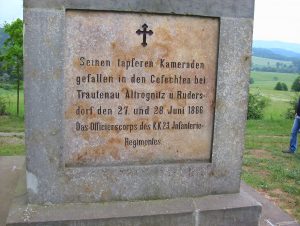 Seinen tapferen Kameraden
gefallen in den Gefechten bei
Trautenau Altrognitz u Ruders-
dorf den 27 und 28 Juni 1866
Das Officierscorps des K.K.23. Infanterie-
Regimentes.